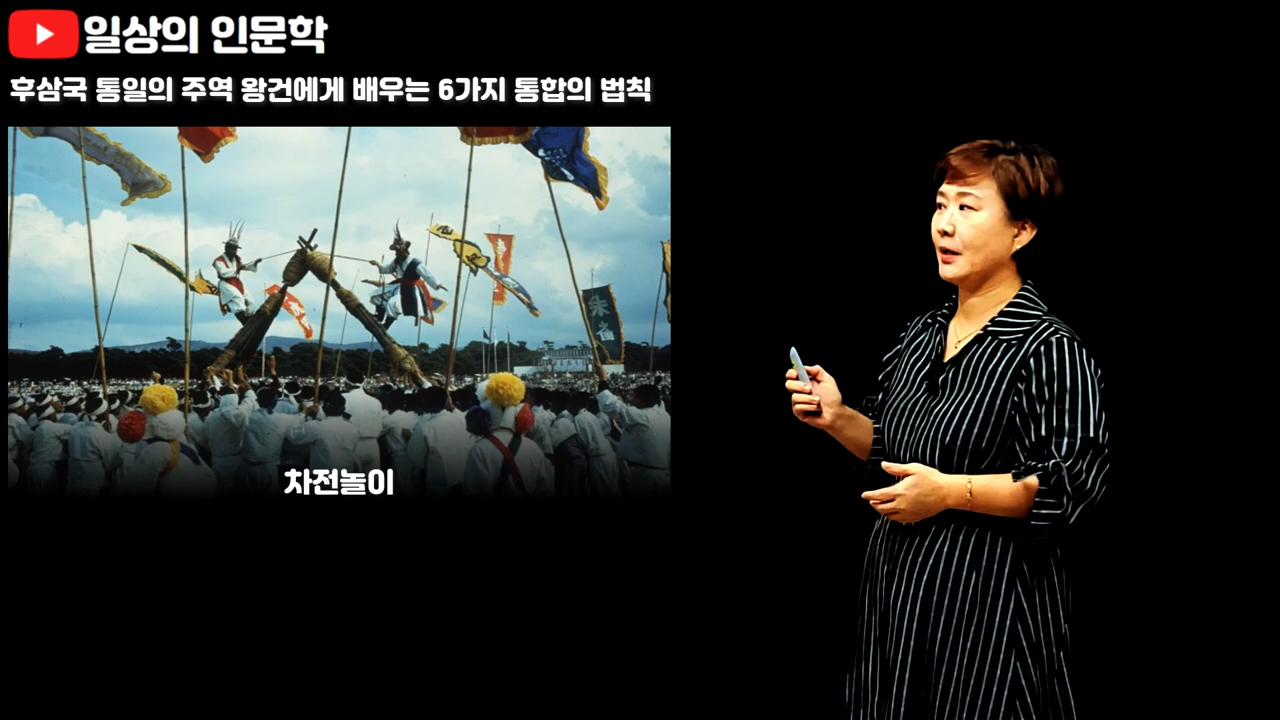 일상의 인문학
후삼국 통일의 주역 왕건에게 배우는 6가지 통합의 법칙
차전놀이